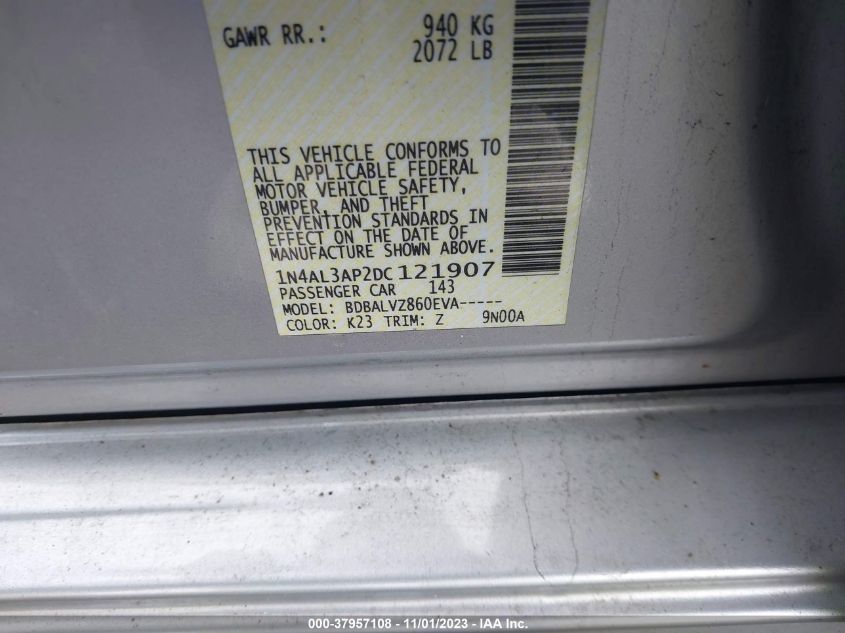 GAWR RR.: 940 KG
2072 LB
THIS VEHICLE CONFORMS TO
ALL APPLICABLE FEDERAL
MOTOR VEHICLE SAFETY,
BUMPER, AND THEFT
PREVENTION STANDARDS IN
EFFECT ON THE DATE OF
MANUFACTURE SHOWN ABOVE.
1N4AL3AP2DC121907
PASSENGER CAR 143
MODEL: BDBALVZ860EVA-----
COLOR: K23 TRIM: Z 9N00A
000-37957108 - 11/01/2023 - IAA Inc.